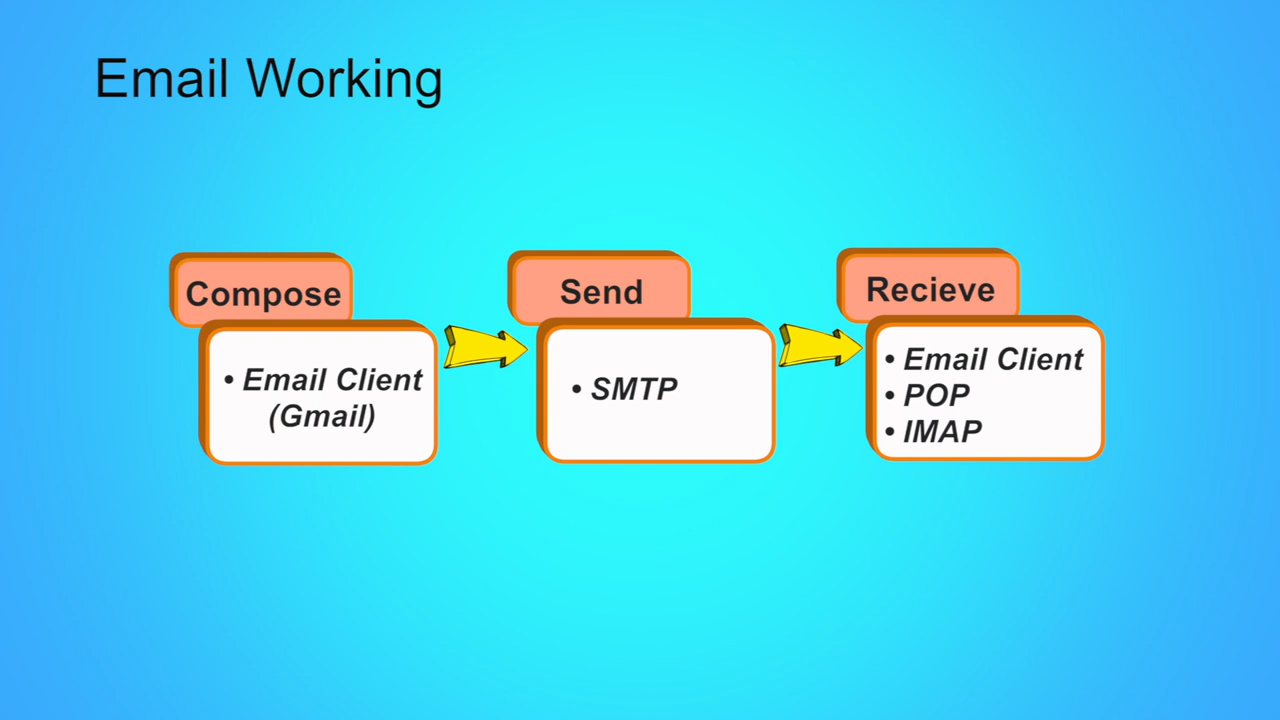 Email Working
Compose
• Email Client
(Gmail)
Send
• SMTP
Recieve
• Email Client
• POP
• IMAP